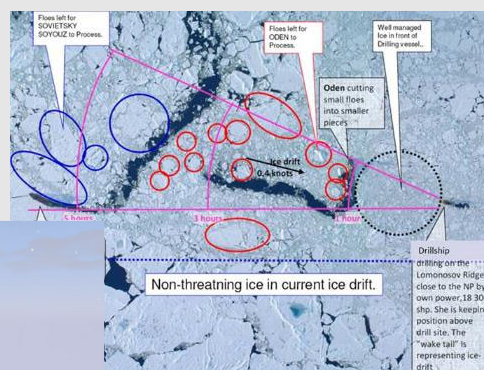 Floes left for
SOVIETSKY
SOYOUZ to Process.
Floes left for
ODEN to
Process.
Well managed
Ice in front of
Drilling vessel..
Oden cutting
small floes
into smaller
pieces
Ice drift
0.4 knots
5 hours
3 hours
1 hour
Non-threatning ice in current ice drift.
Drillship
drilling on the
Lomonosov Ridge
close to the NP by
own power,18 30
shp. She is keepin
position above
drill site. The
"wake tail" is
representing ice-
drift